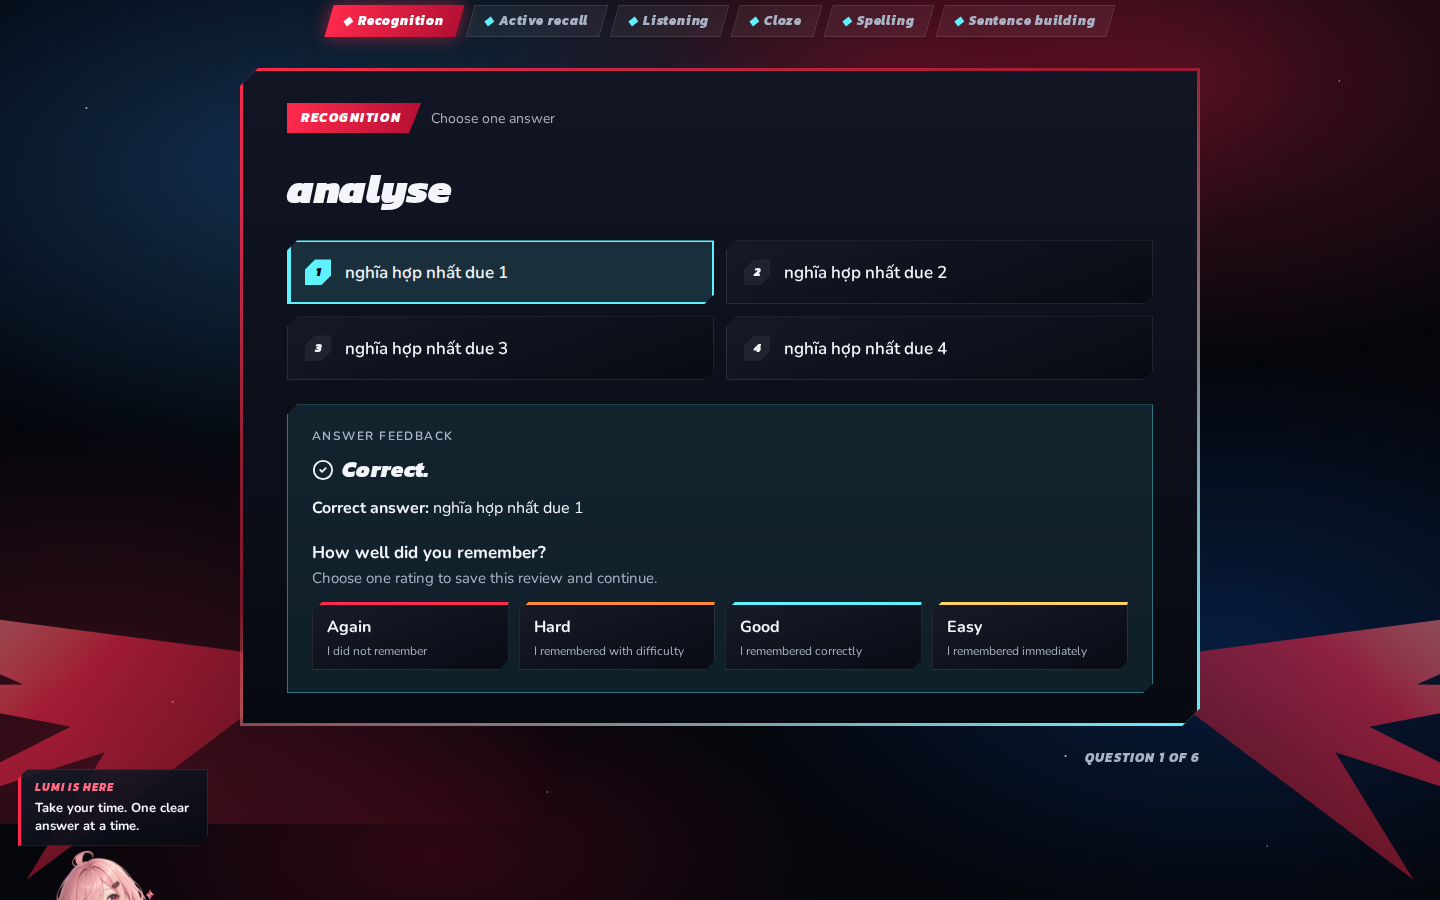 Recognition
Active recall
Listening
Cloze
Spelling
Sentence building
RECOGNITION
Choose one answer
analyse
1 nghĩa hợp nhất due 1
2 nghĩa hợp nhất due 2
3 nghĩa hợp nhất due 3
4 nghĩa hợp nhất due 4
ANSWER FEEDBACK
Correct.
Correct answer: nghĩa hợp nhất due 1
How well did you remember?
Choose one rating to save this review and continue.
Again
I did not remember
Hard
I remembered with difficulty
Good
I remembered correctly
Easy
I remembered immediately
QUESTION 1 OF 6
LUMI IS HERE
Take your time. One clear
answer at a time.